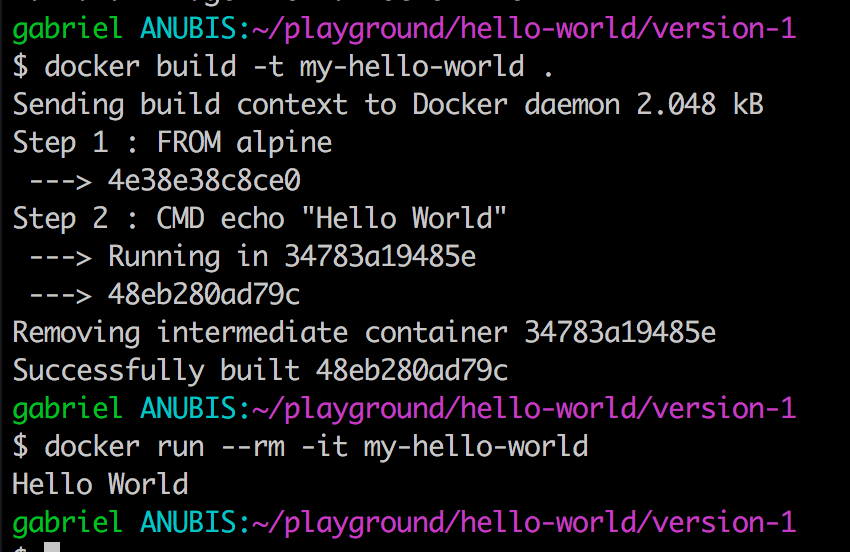 gabriel ANUBIS:~/playground/hello-world/version-1
$ docker build -t my-hello-world .
Sending build context to Docker daemon 2.048 kB
Step 1 : FROM alpine
 ---> 4e38e38c8ce0
Step 2 : CMD echo "Hello World"
 ---> Running in 34783a19485e
 ---> 48eb280ad79c
Removing intermediate container 34783a19485e
Successfully built 48eb280ad79c
gabriel ANUBIS:~/playground/hello-world/version-1
$ docker run --rm -it my-hello-world
Hello World
gabriel ANUBIS:~/playground/hello-world/version-1
$